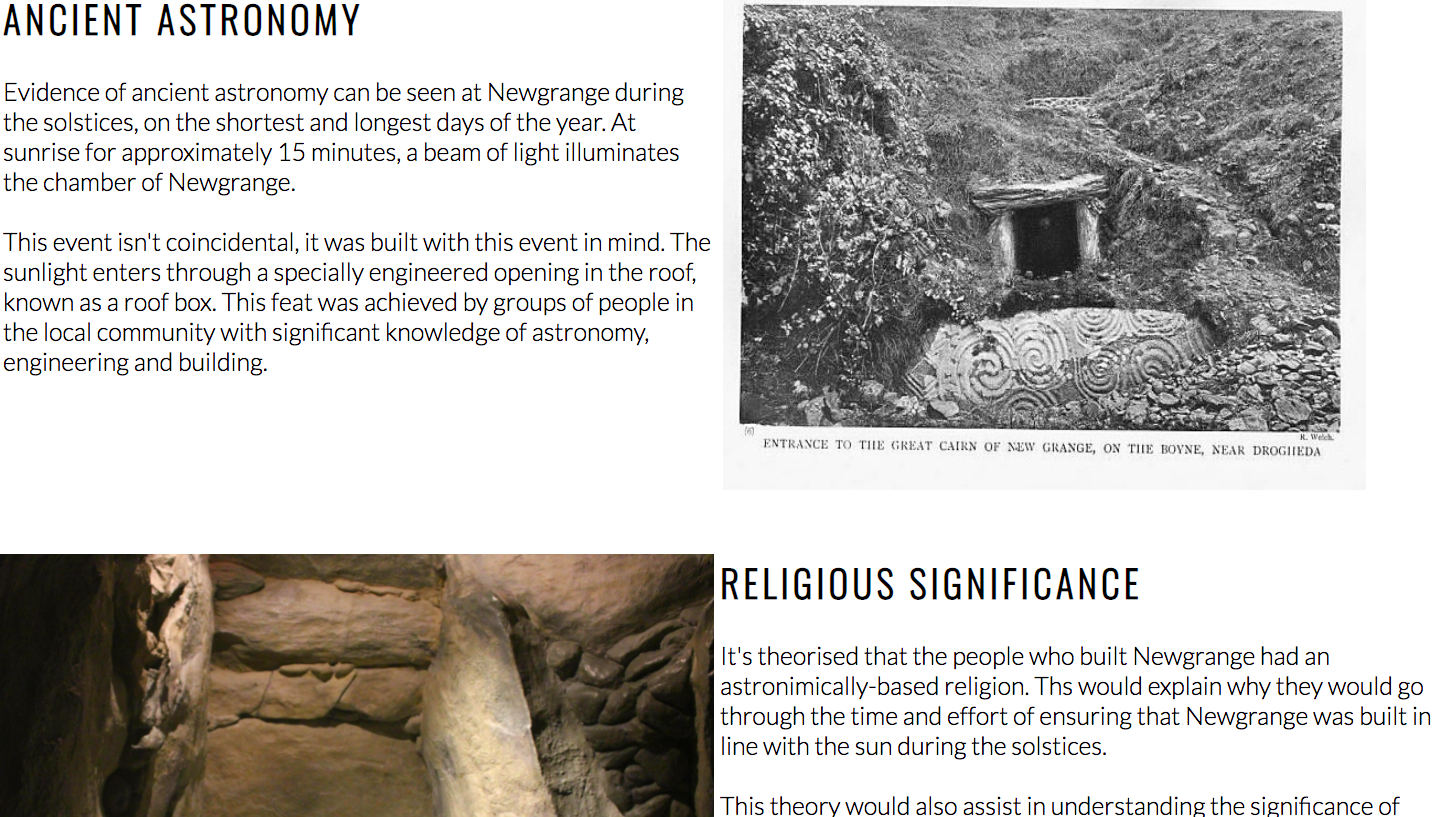 ANCIENT ASTRONOMY
Evidence of ancient astronomy can be seen at Newgrange during
the solstices, on the shortest and longest days of the year. At
sunrise for approximately 15 minutes, a beam of light illuminates
the chamber of Newgrange.
This event isn't coincidental, it was built with this event in mind. The
sunlight enters through a specially engineered opening in the roof,
known as a roof box. This feat was achieved by groups of people in
the local community with significant knowledge of astronomy,
engineering and building.
(6)
R. Welch.
ENTRANCE TO THE GREAT CAIRN OF NEW GRANGE, ON THE BOYNE, NEAR DROGHEDA
RELIGIOUS SIGNIFICANCE
It's theorised that the people who built Newgrange had an
astronimically-based religion. Ths would explain why they would go
through the time and effort of ensuring that Newgrange was built in
line with the sun during the solstices.
This theory would also assist in understanding the significance of